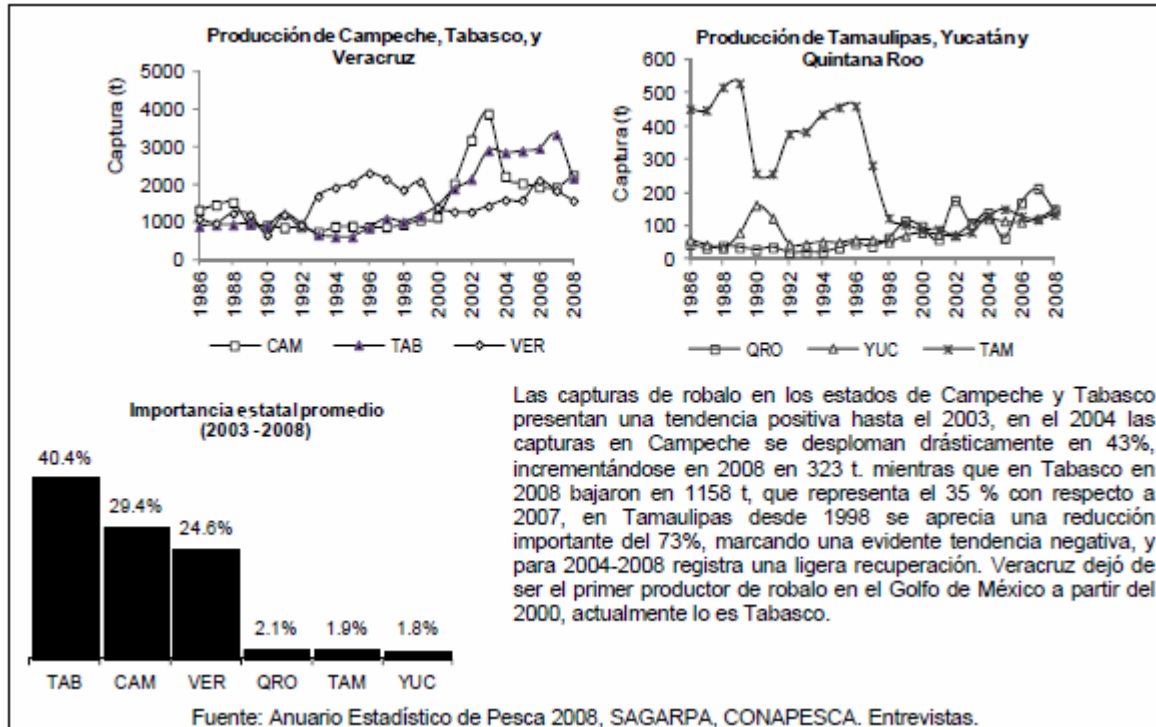 Producción de Campeche, Tabasco, y
Veracruz
Captura (t)
5000
4000
3000
2000
1000
0
1986
1988
1990
1992
1994
1996
1998
2000
2002
2004
2006
2008
CAM
TAB
VER
Producción de Tamaulipas, Yucatán y
Quintana Roo
Captura (t)
600
500
400
300
200
100
0
1986
1988
1990
1992
1994
1996
1998
2000
2002
2004
2006
2008
QRO
YUC
TAM
Importancia estatal promedio
(2003 -2008)
40.4%
29.4%
24.6%
2.1%
1.9%
1.8%
TAB
CAM
VER
QRO
TAM
YUC
Las capturas de robalo en los estados de Campeche y Tabasco
presentan una tendencia positiva hasta el 2003, en el 2004 las
capturas en Campeche se desploman drásticamente en 43%,
incrementándose en 2008 en 323 t. mientras que en Tabasco en
2008 bajaron en 1158 t, que representa el 35 % con respecto a
2007, en Tamaulipas desde 1998 se aprecia una reducción
importante del 73%, marcando una evidente tendencia negativa, y
para 2004-2008 registra una ligera recuperación. Veracruz dejó de
ser el primer productor de robalo en el Golfo de México a partir del
2000, actualmente lo es Tabasco.
Fuente: Anuario Estadístico de Pesca 2008, SAGARPA, CONAPESCA. Entrevistas.